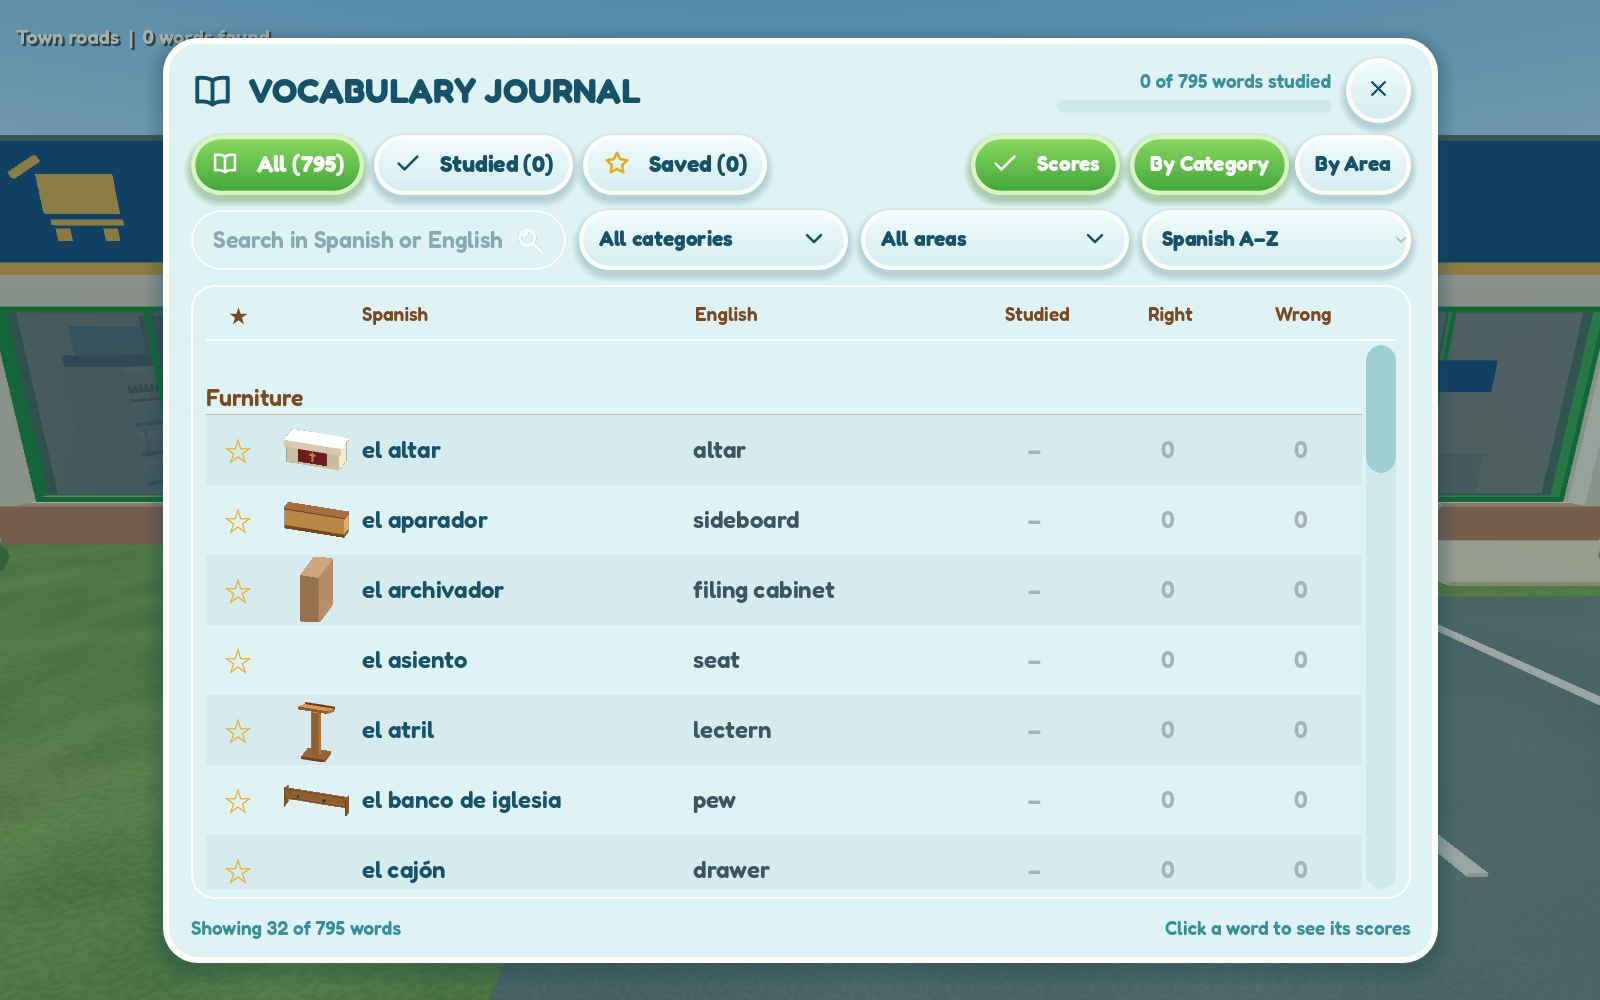 Town roads | 0 words found
VOCABULARY JOURNAL
0 of 795 words studied
All (795)
Studied (0)
Saved (0)
Scores
By Category
By Area
Search in Spanish or English
All categories
All areas
Spanish A–Z
★ Spanish English Studied Right Wrong
Furniture
el altar altar – 0 0
el aparador sideboard – 0 0
el archivador filing cabinet – 0 0
el asiento seat – 0 0
el atril lectern – 0 0
el banco de iglesia pew – 0 0
el cajón drawer – 0 0
Showing 32 of 795 words
Click a word to see its scores